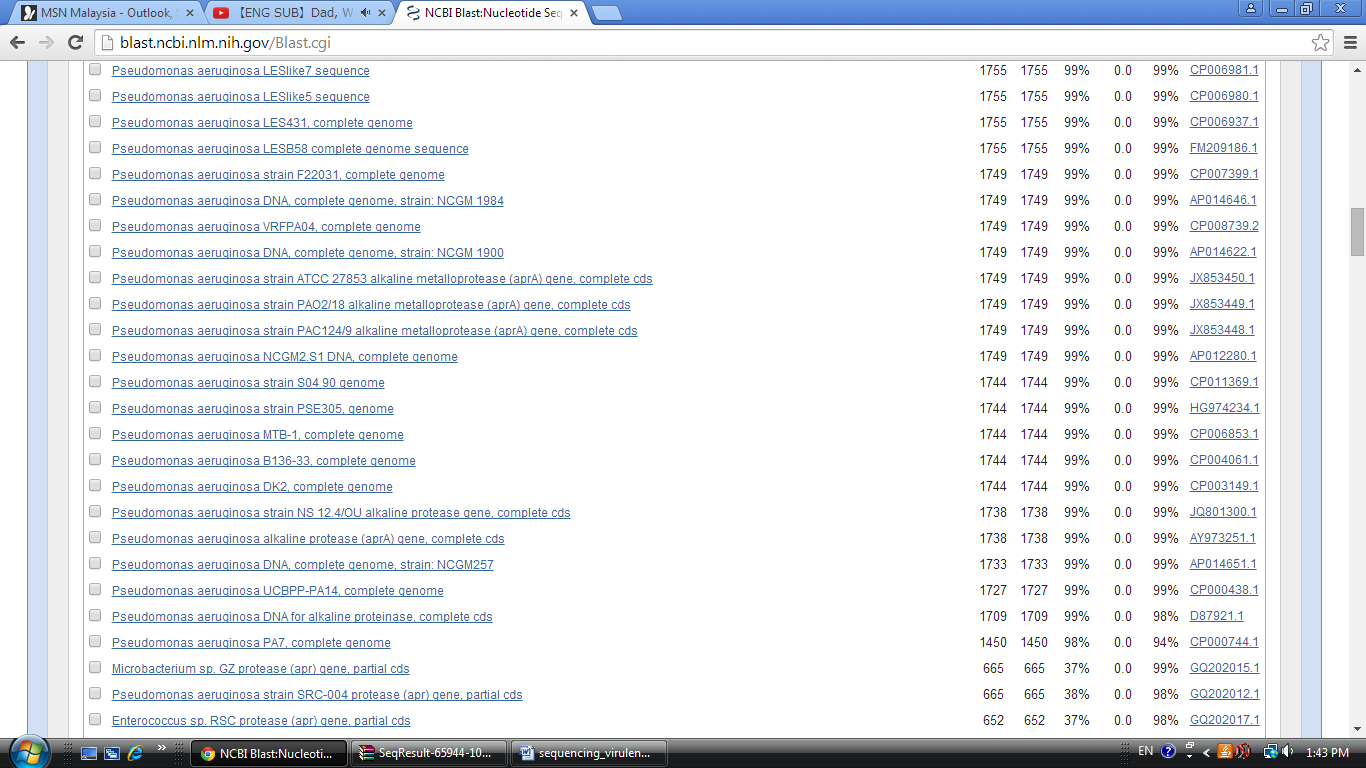 MSN Malaysia - Outlook, 【ENG SUB】Dad, W NCBI Blast:Nucleotide Seq
blast.ncbi.nlm.nih.gov/Blast.cgi
Pseudomonas aeruginosa LESlike7 sequence 1755 1755 99% 0.0 99% CP006981.1
Pseudomonas aeruginosa LESlike5 sequence 1755 1755 99% 0.0 99% CP006980.1
Pseudomonas aeruginosa LES431, complete genome 1755 1755 99% 0.0 99% CP006937.1
Pseudomonas aeruginosa LESB58 complete genome sequence 1755 1755 99% 0.0 99% FM209186.1
Pseudomonas aeruginosa strain F22031, complete genome 1749 1749 99% 0.0 99% CP007399.1
Pseudomonas aeruginosa DNA, complete genome, strain: NCGM 1984 1749 1749 99% 0.0 99% AP014646.1
Pseudomonas aeruginosa VRFPA04, complete genome 1749 1749 99% 0.0 99% CP008739.2
Pseudomonas aeruginosa DNA, complete genome, strain: NCGM 1900 1749 1749 99% 0.0 99% AP014622.1
Pseudomonas aeruginosa strain ATCC 27853 alkaline metalloprotease (aprA) gene, complete cds 1749 1749 99% 0.0 99% JX853450.1
Pseudomonas aeruginosa strain PAO2/18 alkaline metalloprotease (aprA) gene, complete cds 1749 1749 99% 0.0 99% JX853449.1
Pseudomonas aeruginosa strain PAC124/9 alkaline metalloprotease (aprA) gene, complete cds 1749 1749 99% 0.0 99% JX853448.1
Pseudomonas aeruginosa NCGM2.S1 DNA, complete genome 1749 1749 99% 0.0 99% AP012280.1
Pseudomonas aeruginosa strain S04 90 genome 1744 1744 99% 0.0 99% CP011369.1
Pseudomonas aeruginosa strain PSE305, genome 1744 1744 99% 0.0 99% HG974234.1
Pseudomonas aeruginosa MTB-1, complete genome 1744 1744 99% 0.0 99% CP006853.1
Pseudomonas aeruginosa B136-33, complete genome 1744 1744 99% 0.0 99% CP004061.1
Pseudomonas aeruginosa DK2, complete genome 1744 1744 99% 0.0 99% CP003149.1
Pseudomonas aeruginosa strain NS 12.4/OU alkaline protease gene, complete cds 1738 1738 99% 0.0 99% JQ801300.1
Pseudomonas aeruginosa alkaline protease (aprA) gene, complete cds 1738 1738 99% 0.0 99% AY973251.1
Pseudomonas aeruginosa DNA, complete genome, strain: NCGM257 1733 1733 99% 0.0 99% AP014651.1
Pseudomonas aeruginosa UCBPP-PA14, complete genome 1727 1727 99% 0.0 99% CP000438.1
Pseudomonas aeruginosa DNA for alkaline proteinase, complete cds 1709 1709 99% 0.0 98% D87921.1
Pseudomonas aeruginosa PA7, complete genome 1450 1450 98% 0.0 94% CP000744.1
Microbacterium sp. GZ protease (apr) gene, partial cds 665 665 37% 0.0 99% GQ202015.1
Pseudomonas aeruginosa strain SRC-004 protease (apr) gene, partial cds 665 665 38% 0.0 98% GQ202012.1
Enterococcus sp. RSC protease (apr) gene, partial cds 652 652 37% 0.0 98% GQ202017.1
NCBI Blast:Nucleoti... SeqResult-65944-10... sequencing_virulen... EN 1:43 PM